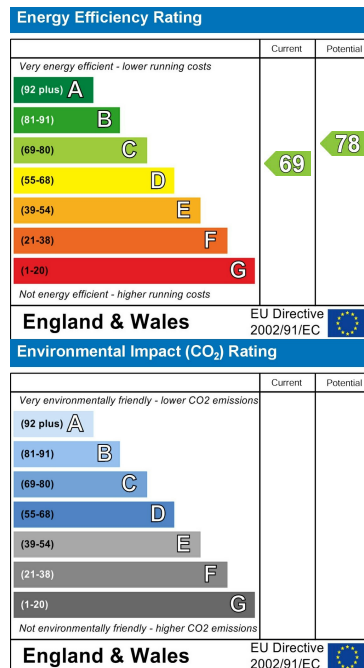 Energy Efficiency Rating
Current Potential
Very energy efficient - lower running costs
(92 plus) A
(81-91) B
(69-80) C
(55-68) D
(39-54) E
(21-38) F
(1-20) G
69
78
Not energy efficient - higher running costs
England & Wales
EU Directive
2002/91/EC
Environmental Impact (CO₂) Rating
Current Potential
Very environmentally friendly - lower CO2 emissions
(92 plus) A
(81-91) B
(69-80) C
(55-68) D
(39-54) E
(21-38) F
(1-20) G
Not environmentally friendly - higher CO2 emissions
England & Wales
EU Directive
2002/91/EC